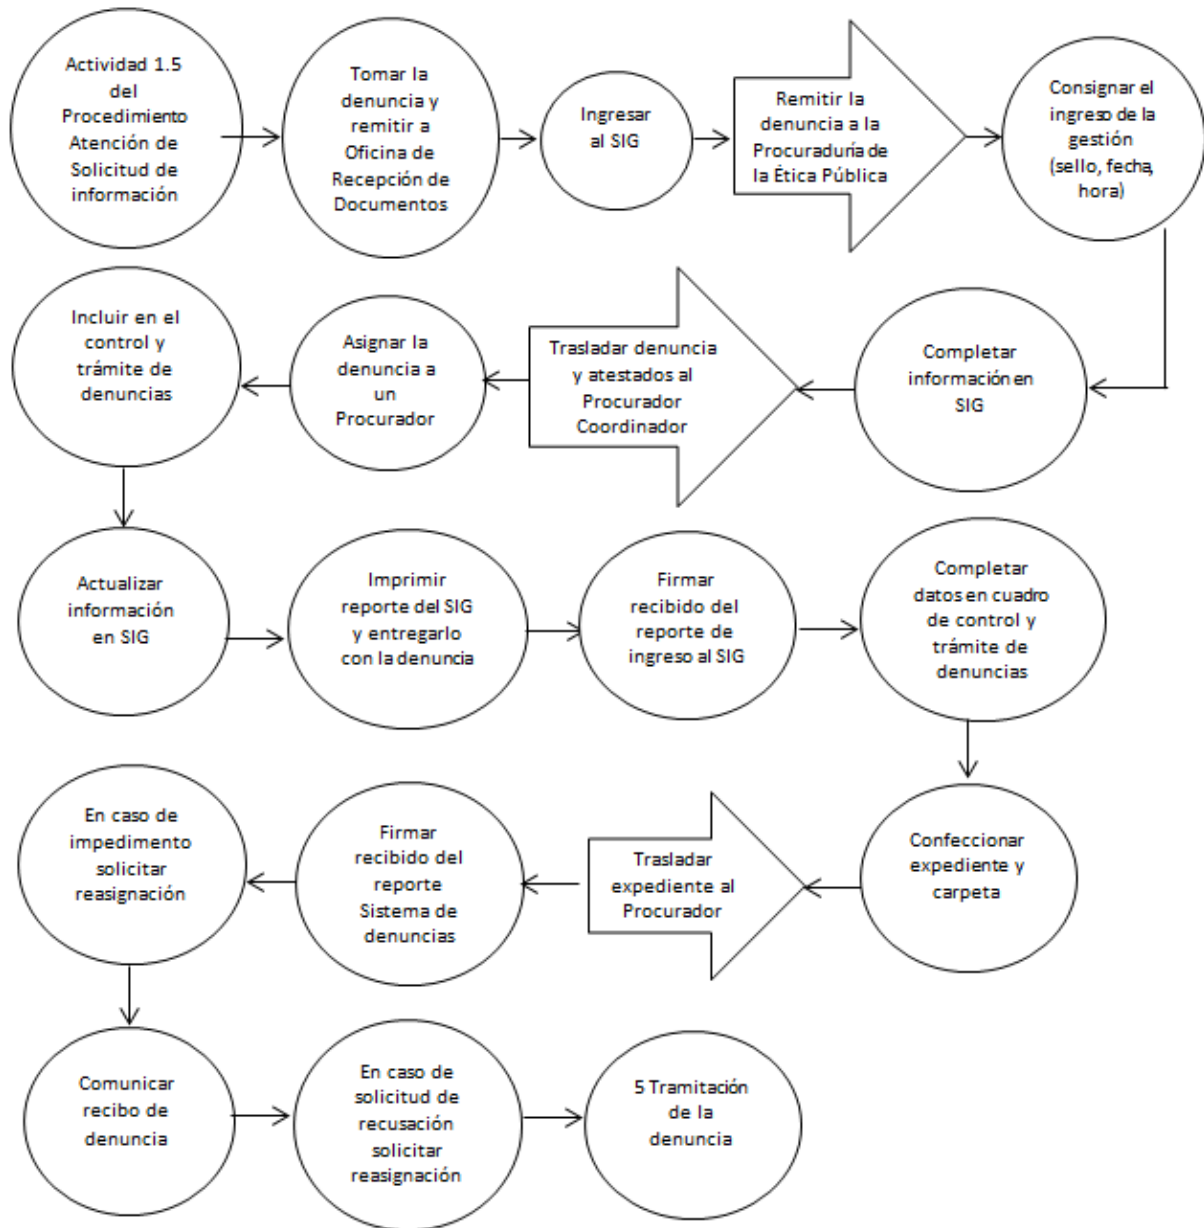 Actividad 1.5
del
Procedimiento
Atención de
Solicitud de
información
Tomar la
denuncia y
remitir a
Oficina de
Recepción de
Documentos
Ingresar
al SIG
Remitir la
denuncia a la
Procuraduría de
la Ética Pública
Consignar el
ingreso de la
gestión
(sello, fecha,
hora)
Completar
información en
SIG
Trasladar denuncia
y atestados al
Procurador
Coordinador
Asignar la
denuncia a
un
Procurador
Incluir en el
control y
trámite de
denuncias
Actualizar
información
en SIG
Imprimir
reporte del SIG
y entregarlo
con la denuncia
Firmar
recibido del
reporte de
ingreso al SIG
Completar
datos en cuadro
de control y
trámite de
denuncias
Confeccionar
expediente y
carpeta
Trasladar
expediente al
Procurador
Firmar
recibido del
reporte
Sistema de
denuncias
En caso de
impedimento
solicitar
reasignación
Comunicar
recibo de
denuncia
En caso de
solicitud de
recusación
solicitar
reasignación
5 Tramitación
de la
denuncia